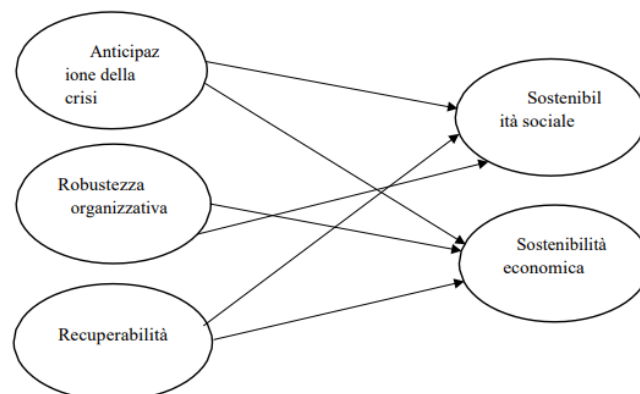 Anticipaz
ione della
crisi
Sostenibil
ità sociale
Robustezza
organizzativa
Sostenibilità
economica
Recuperabilità